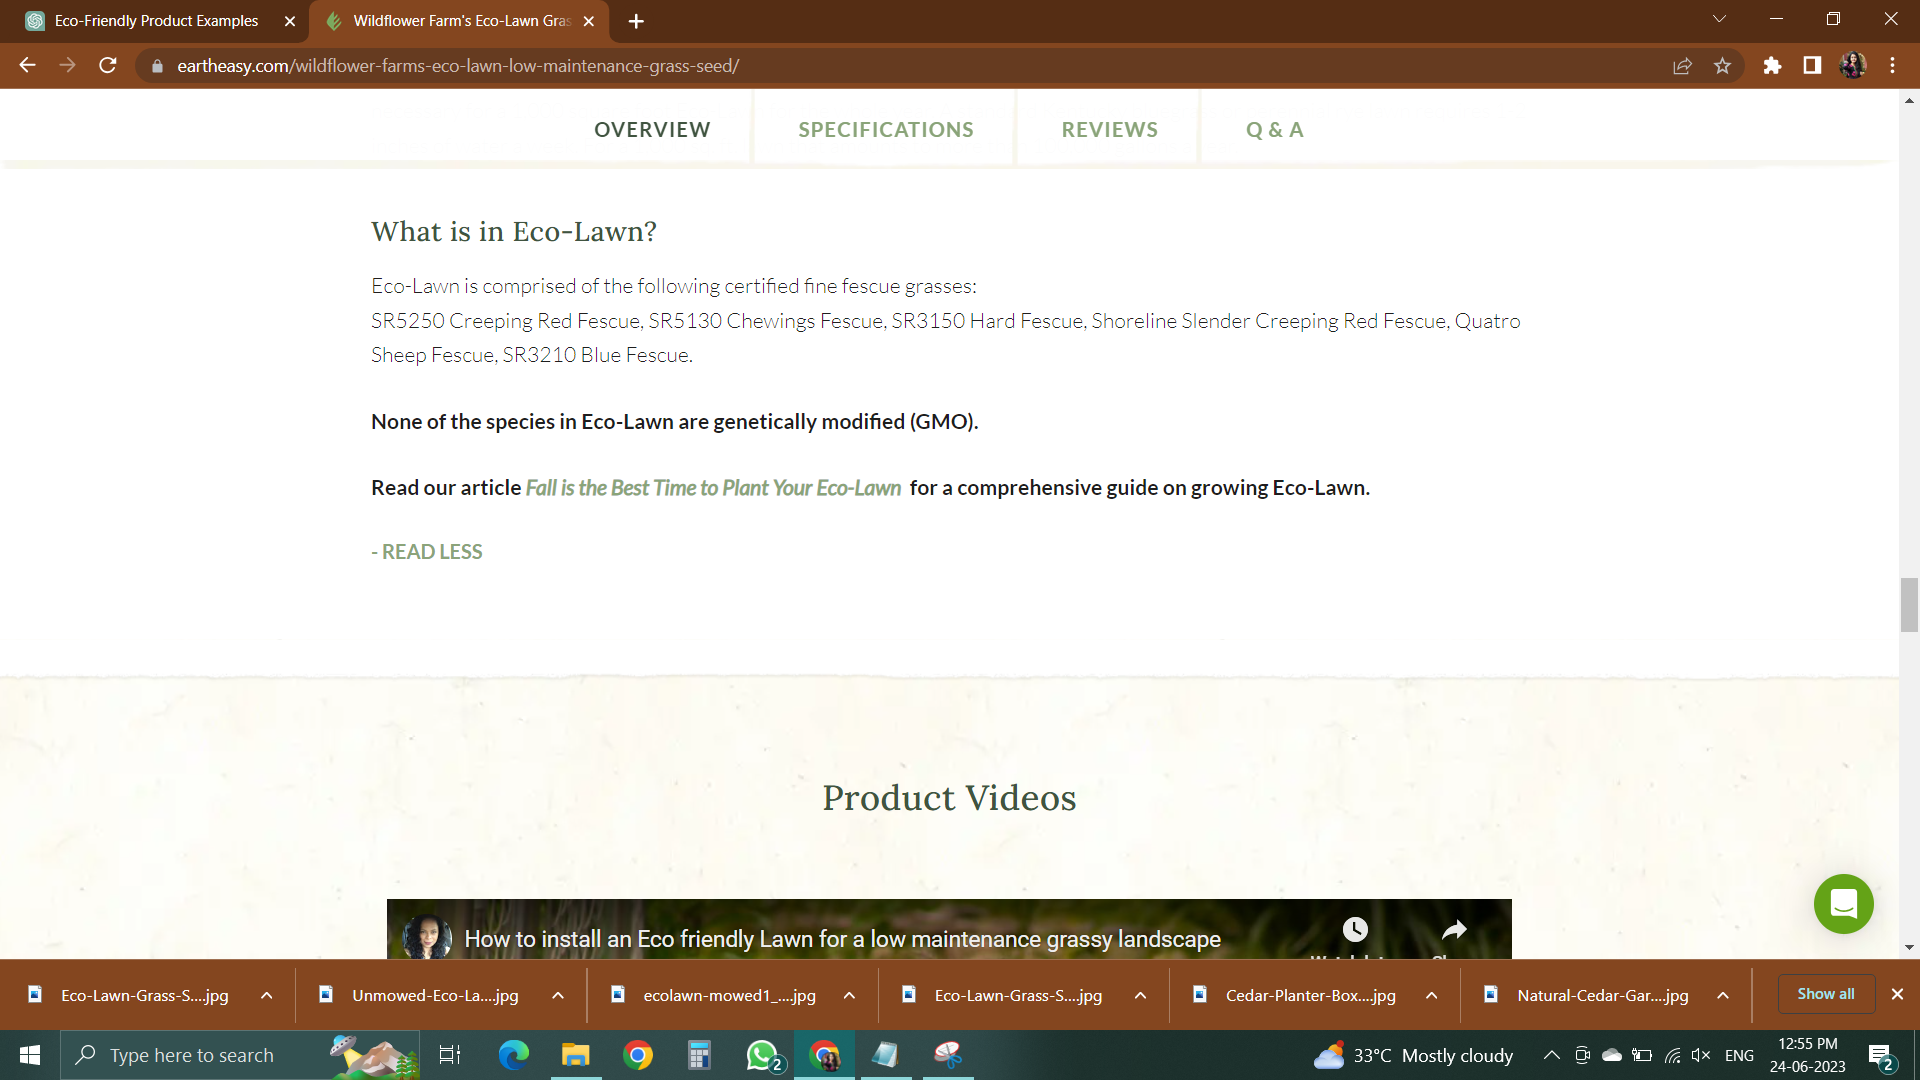 Eco-Friendly Product Examples
Wildflower Farm's Eco-Lawn Gras
eartheasy.com/wildflower-farms-eco-lawn-low-maintenance-grass-seed/
OVERVIEW
SPECIFICATIONS
REVIEWS
Q & A
What is in Eco-Lawn?
Eco-Lawn is comprised of the following certified fine fescue grasses:
SR5250 Creeping Red Fescue, SR5130 Chewings Fescue, SR3150 Hard Fescue, Shoreline Slender Creeping Red Fescue, Quatro
Sheep Fescue, SR3210 Blue Fescue.
None of the species in Eco-Lawn are genetically modified (GMO).
Read our article Fall is the Best Time to Plant Your Eco-Lawn for a comprehensive guide on growing Eco-Lawn.
- READ LESS
Product Videos
How to install an Eco friendly Lawn for a low maintenance grassy landscape
Eco-Lawn-Grass-S....jpg
Unmowed-Eco-La....jpg
ecolawn-mowed1_....jpg
Eco-Lawn-Grass-S....jpg
Cedar-Planter-Box....jpg
Natural-Cedar-Gar....jpg
Show all
Type here to search
2
33°C Mostly cloudy
ENG
12:55 PM
24-06-2023
2